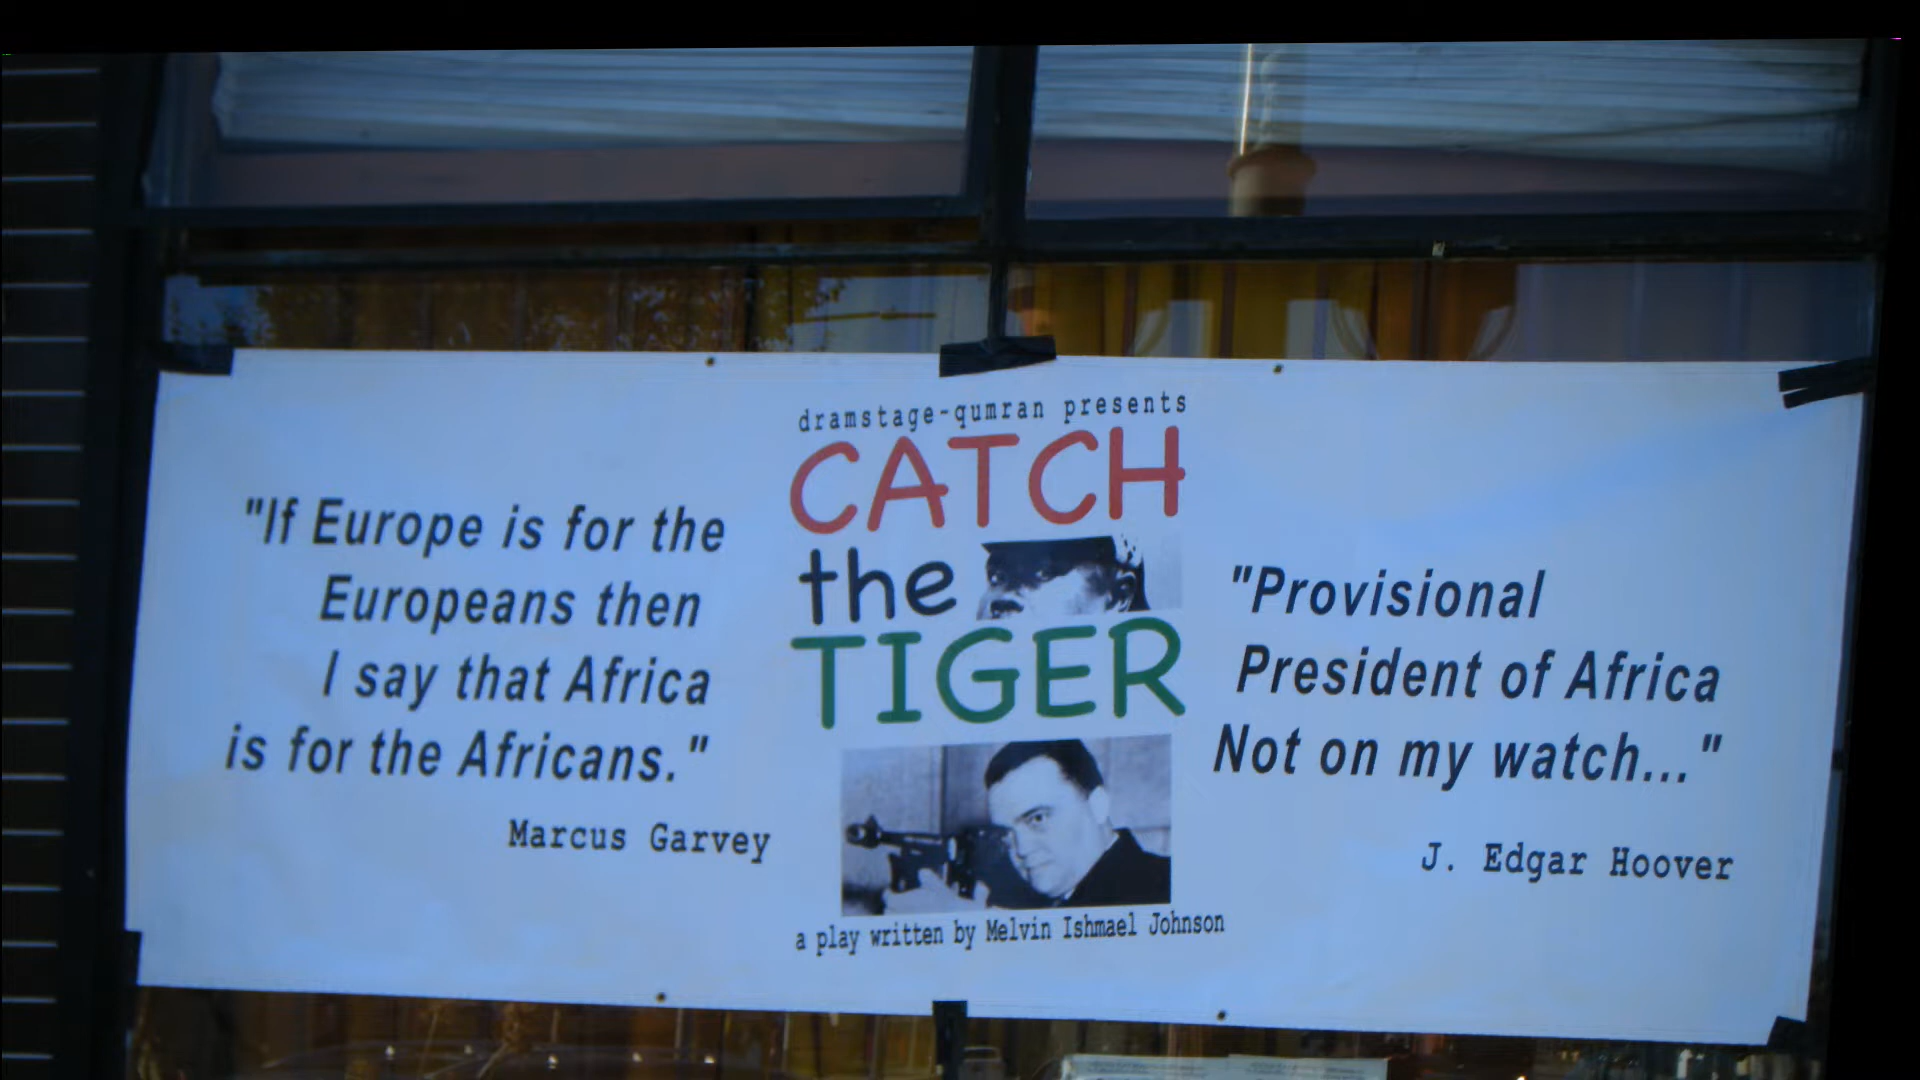 dramstage-qumran presents
CATCH
the
TIGER
"If Europe is for the
Europeans then
I say that Africa
is for the Africans."
Marcus Garvey
"Provisional
President of Africa
Not on my watch..."
J. Edgar Hoover
a play written by Melvin Ishmael Johnson